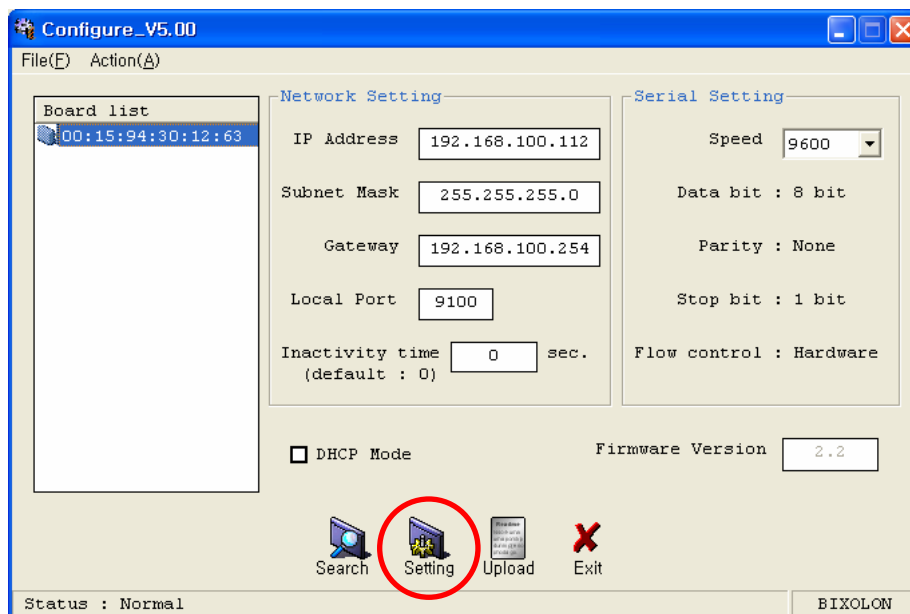 Configure_V5.00
File(F) Action(A)
Board list
00:15:94:30:12:63
Network Setting
IP Address 192.168.100.112
Subnet Mask 255.255.255.0
Gateway 192.168.100.254
Local Port 9100
Inactivity time 0 sec.
(default : 0)
Serial Setting
Speed 9600
Data bit : 8 bit
Parity : None
Stop bit : 1 bit
Flow control : Hardware
DHCP Mode
Firmware Version 2.2
Search Setting Upload Exit
Status : Normal BIXOLON